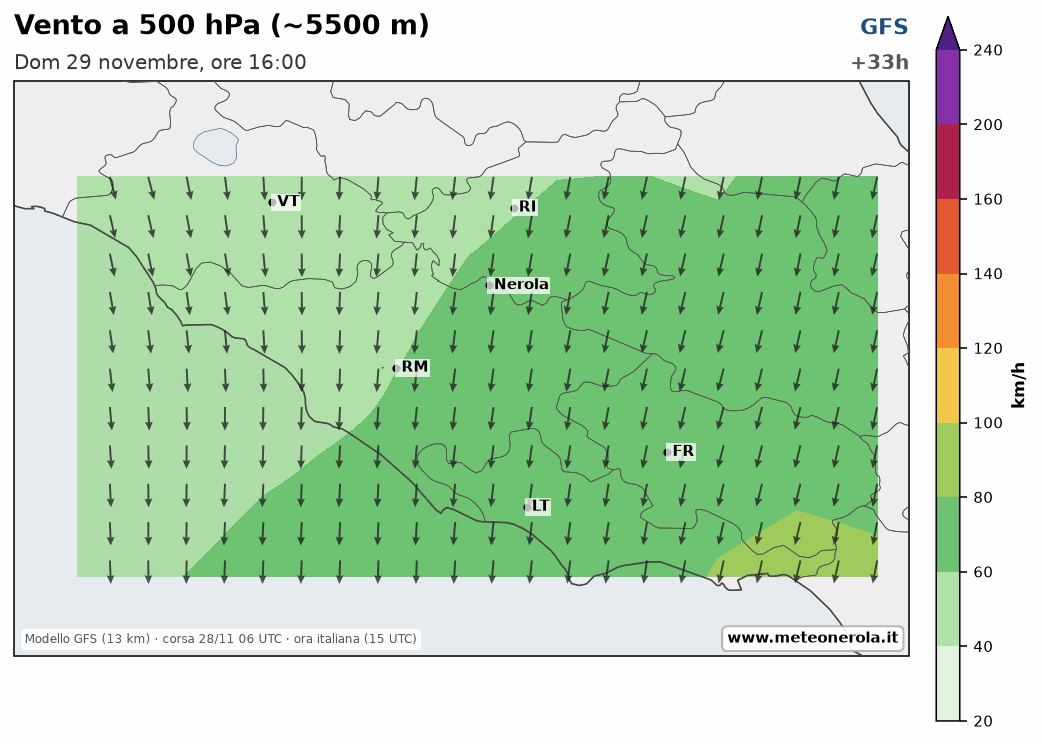 Vento a 500 hPa (~5500 m)
GFS
Dom 29 novembre, ore 16:00
+33h
VT
RI
Nerola
RM
FR
LT
Modello GFS (13 km) · corsa 28/11 06 UTC · ora italiana (15 UTC)
www.meteonerola.it
240
200
160
140
120
100
80
60
40
20
km/h